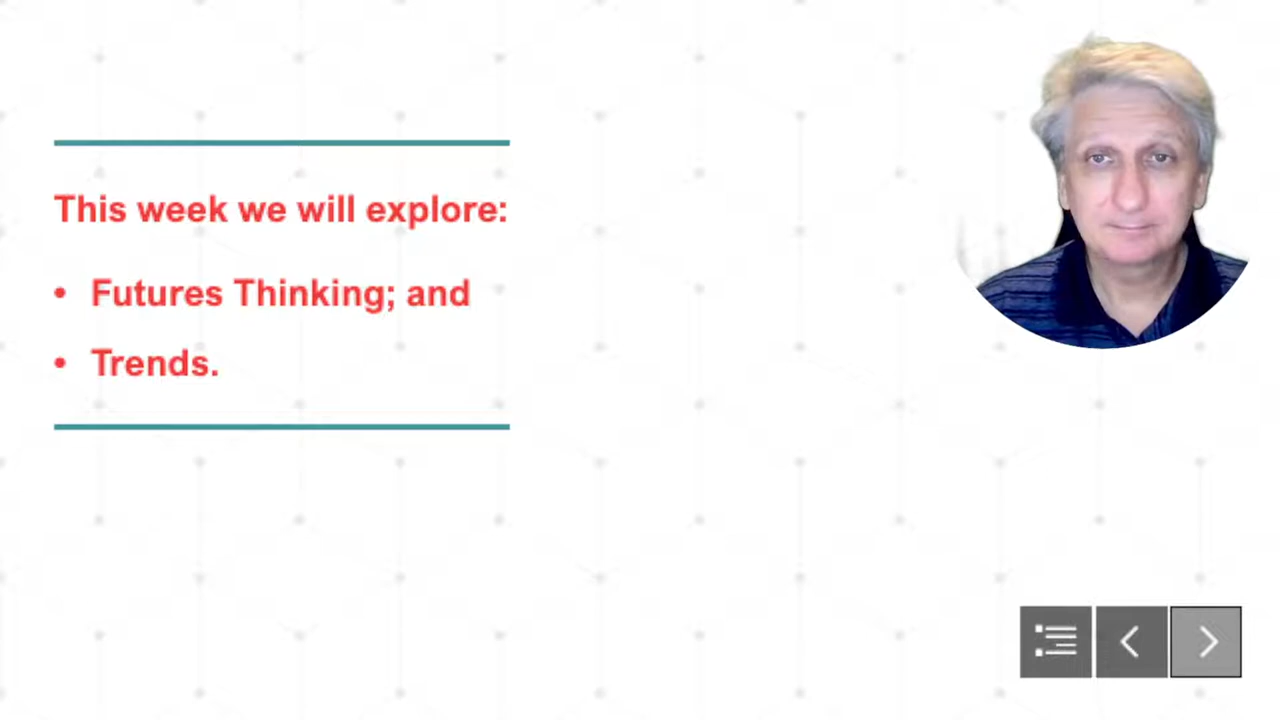 This week we will explore:
• Futures Thinking; and
• Trends.